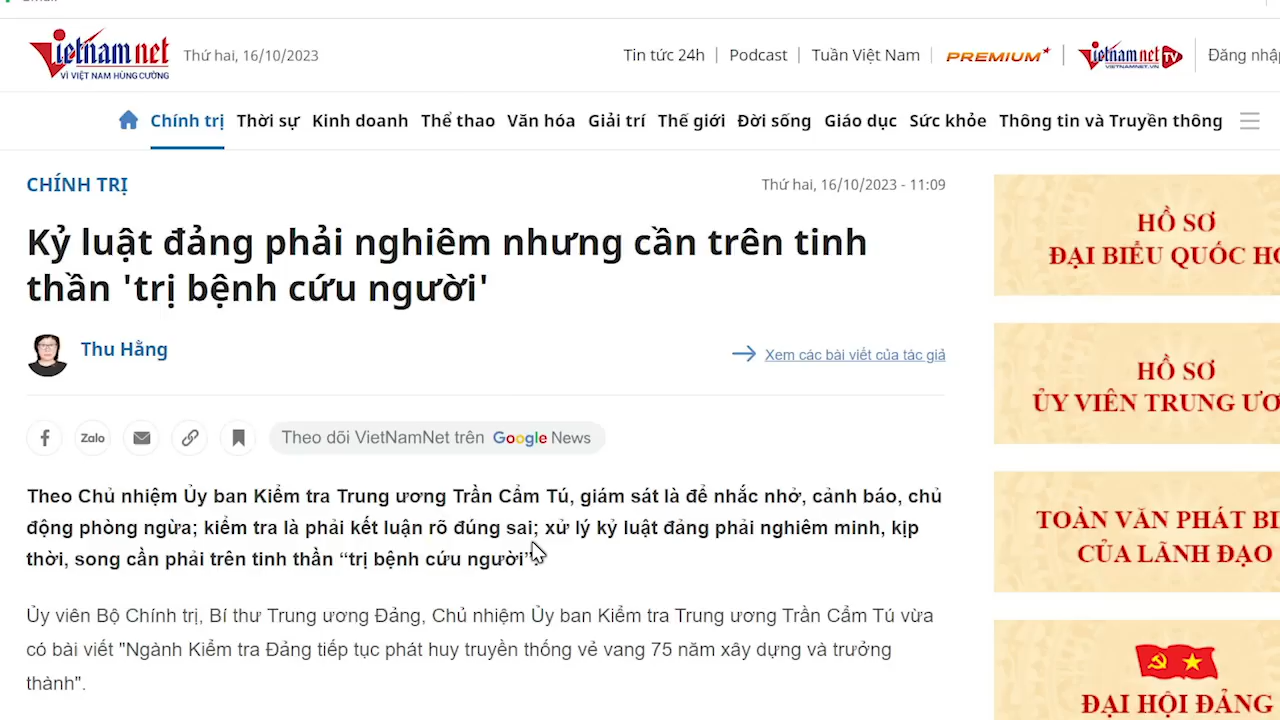 Vietnam net
VÌ VIỆT NAM HÙNG CƯỜNG
Thứ hai, 16/10/2023
Tin tức 24h
Podcast
Tuần Việt Nam
PREMIUM
Vietnam net TV
VIETNAMNET.VN
Đăng nhậ
Chính trị
Thời sự
Kinh doanh
Thể thao
Văn hóa
Giải trí
Thế giới
Đời sống
Giáo dục
Sức khỏe
Thông tin và Truyền thông
CHÍNH TRỊ
Thứ hai, 16/10/2023 - 11:09
Kỷ luật đảng phải nghiêm nhưng cần trên tinh
thần 'trị bệnh cứu người'
Thu Hằng
Xem các bài viết của tác giả
Zalo
Theo dõi VietNamNet trên Google News
Theo Chủ nhiệm Ủy ban Kiểm tra Trung ương Trần Cẩm Tú, giám sát là để nhắc nhở, cảnh báo, chủ
động phòng ngừa; kiểm tra là phải kết luận rõ đúng sai; xử lý kỷ luật đảng phải nghiêm minh, kịp
thời, song cần phải trên tinh thần “trị bệnh cứu người”.
Ủy viên Bộ Chính trị, Bí thư Trung ương Đảng, Chủ nhiệm Ủy ban Kiểm tra Trung ương Trần Cẩm Tú vừa
có bài viết "Ngành Kiểm tra Đảng tiếp tục phát huy truyền thống vẻ vang 75 năm xây dựng và trưởng
thành".
HỒ SƠ
ĐẠI BIỂU QUỐC HỘ
HỒ SƠ
ỦY VIÊN TRUNG ƯƠ
TOÀN VĂN PHÁT BI
CỦA LÃNH ĐẠO
ĐẠI HỘI ĐẢNG